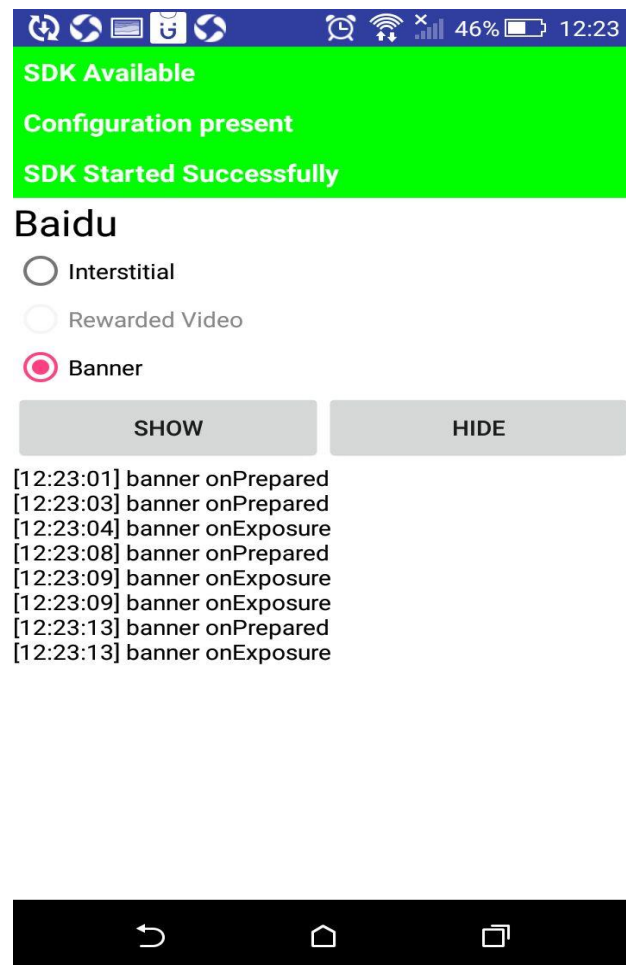 46% 12:23
SDK Available
Configuration present
SDK Started Successfully
Baidu
Interstitial
Rewarded Video
Banner
SHOW HIDE
[12:23:01] banner onPrepared
[12:23:03] banner onPrepared
[12:23:04] banner onExposure
[12:23:08] banner onPrepared
[12:23:09] banner onExposure
[12:23:09] banner onExposure
[12:23:13] banner onPrepared
[12:23:13] banner onExposure